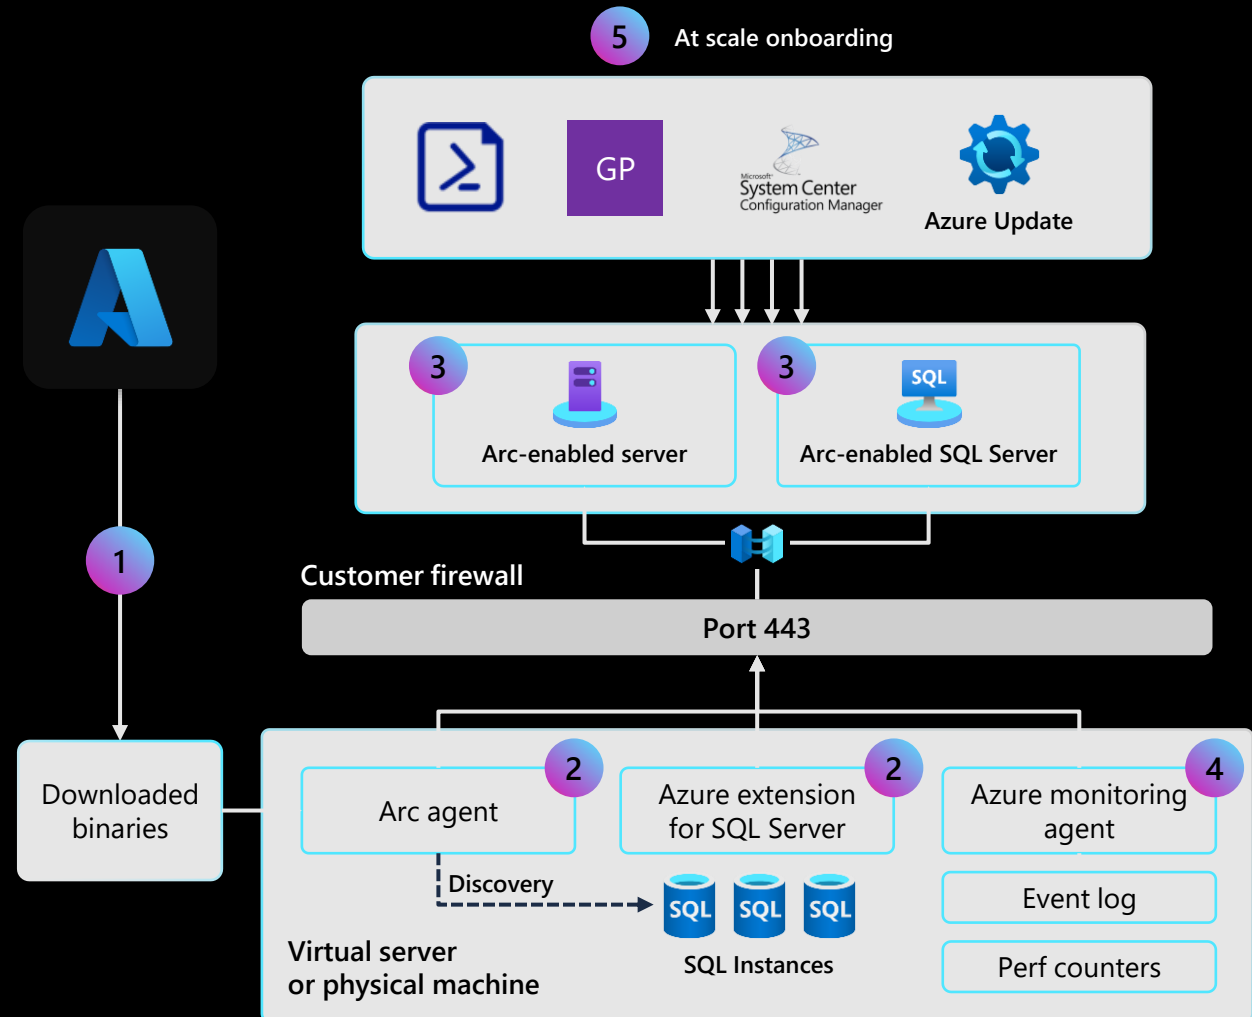 5
At scale onboarding
GP
Microsoft®
System Center
Configuration Manager
Azure Update
3
Arc-enabled server
3
SQL
Arc-enabled SQL Server
1
Customer firewall
Port 443
Downloaded
binaries
2
Arc agent
2
Azure extension
for SQL Server
4
Azure monitoring
agent
Discovery
SQL
SQL
SQL
SQL Instances
Event log
Perf counters
Virtual server
or physical machine